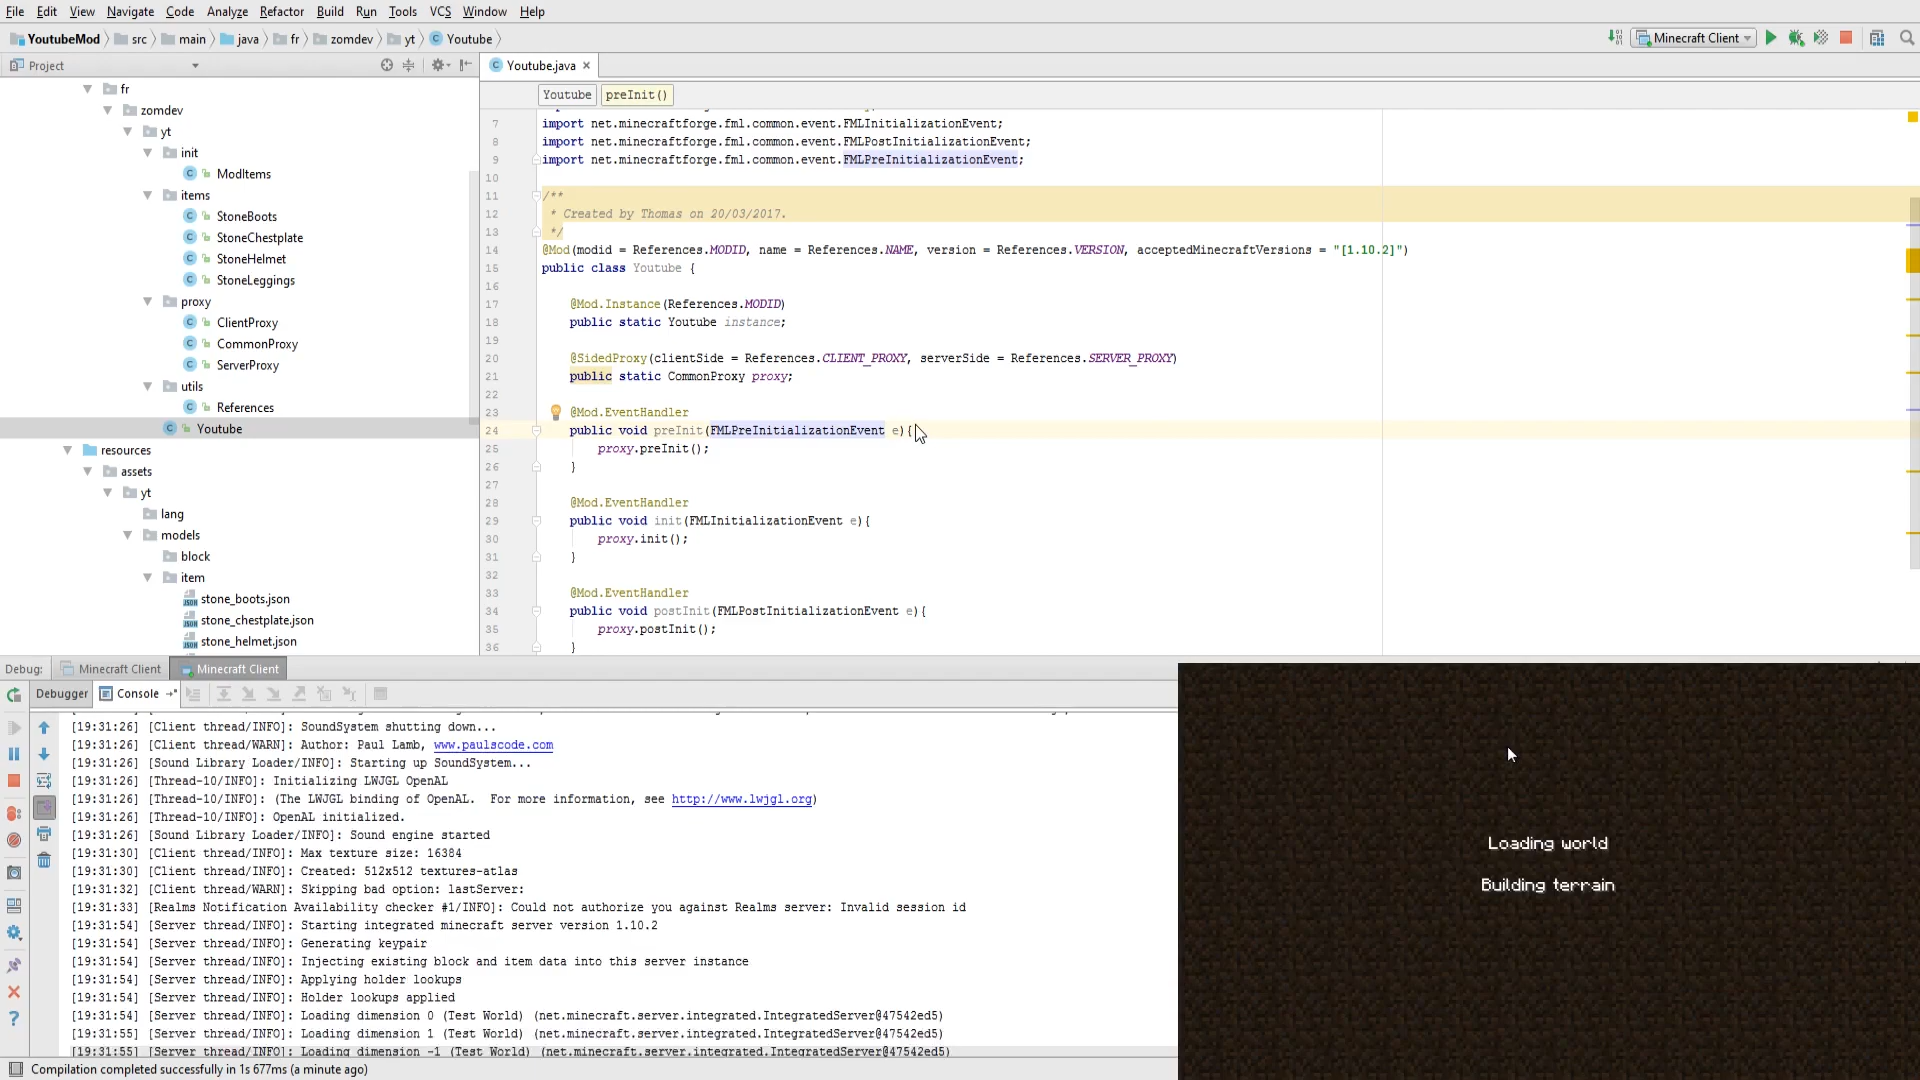 File Edit View Navigate Code Analyze Refactor Build Run Tools VCS Window Help
YoutubeMod src main java fr zomdev yt Youtube
Minecraft Client
Project
Youtube.java
fr
zomdev
yt
init
ModItems
items
StoneBoots
StoneChestplate
StoneHelmet
StoneLeggings
proxy
ClientProxy
CommonProxy
ServerProxy
utils
References
Youtube
resources
assets
yt
lang
models
block
item
stone_boots.json
stone_chestplate.json
stone_helmet.json
Youtube preInit()
7 import net.minecraftforge.fml.common.event.FMLInitializationEvent;
8 import net.minecraftforge.fml.common.event.FMLPostInitializationEvent;
9 import net.minecraftforge.fml.common.event.FMLPreInitializationEvent;
10
11 /**
12 * Created by Thomas on 20/03/2017.
13 */
14 @Mod(modid = References.MODID, name = References.NAME, version = References.VERSION, acceptedMinecraftVersions = "[1.10.2]")
15 public class Youtube {
16
17 @Mod.Instance(References.MODID)
18 public static Youtube instance;
19
20 @SidedProxy(clientSide = References.CLIENT_PROXY, serverSide = References.SERVER_PROXY)
21 public static CommonProxy proxy;
22
23 @Mod.EventHandler
24 public void preInit(FMLPreInitializationEvent e){
25 proxy.preInit();
26 }
27
28 @Mod.EventHandler
29 public void init(FMLInitializationEvent e){
30 proxy.init();
31 }
32
33 @Mod.EventHandler
34 public void postInit(FMLPostInitializationEvent e){
35 proxy.postInit();
36 }
Debug: Minecraft Client Minecraft Client
Debugger Console
[19:31:26] [Client thread/INFO]: SoundSystem shutting down...
[19:31:26] [Client thread/WARN]: Author: Paul Lamb, www.paulscode.com
[19:31:26] [Sound Library Loader/INFO]: Starting up SoundSystem...
[19:31:26] [Thread-10/INFO]: Initializing LWJGL OpenAL
[19:31:26] [Thread-10/INFO]: (The LWJGL binding of OpenAL. For more information, see http://www.lwjgl.org)
[19:31:26] [Thread-10/INFO]: OpenAL initialized.
[19:31:26] [Sound Library Loader/INFO]: Sound engine started
[19:31:30] [Client thread/INFO]: Max texture size: 16384
[19:31:30] [Client thread/INFO]: Created: 512x512 textures-atlas
[19:31:32] [Client thread/WARN]: Skipping bad option: lastServer:
[19:31:33] [Realms Notification Availability checker #1/INFO]: Could not authorize you against Realms server: Invalid session id
[19:31:54] [Server thread/INFO]: Starting integrated minecraft server version 1.10.2
[19:31:54] [Server thread/INFO]: Generating keypair
[19:31:54] [Server thread/INFO]: Injecting existing block and item data into this server instance
[19:31:54] [Server thread/INFO]: Applying holder lookups
[19:31:54] [Server thread/INFO]: Holder lookups applied
[19:31:54] [Server thread/INFO]: Loading dimension 0 (Test World) (net.minecraft.server.integrated.IntegratedServer@47542ed5)
[19:31:55] [Server thread/INFO]: Loading dimension 1 (Test World) (net.minecraft.server.integrated.IntegratedServer@47542ed5)
[19:31:55] [Server thread/INFO]: Loading dimension -1 (Test World) (net.minecraft.server.integrated.IntegratedServer@47542ed5)
Loading world
Building terrain
Compilation completed successfully in 1s 677ms (a minute ago)